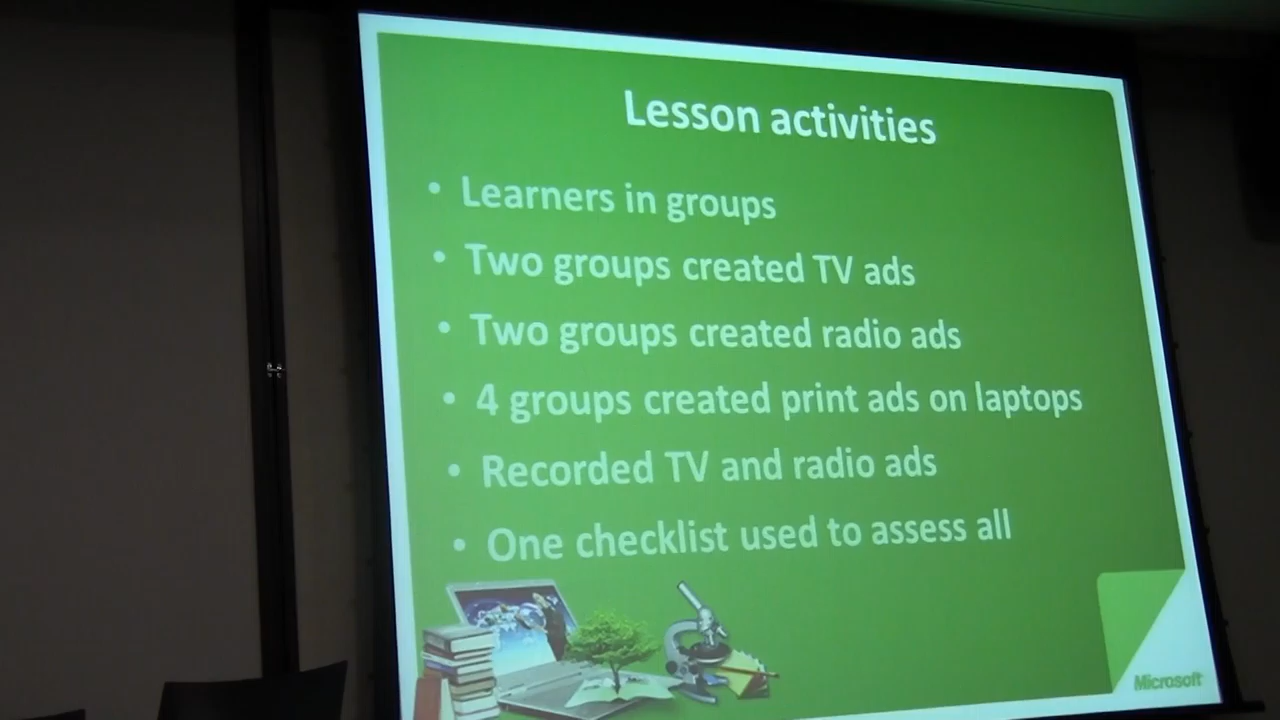 Lesson activities
• Learners in groups
• Two groups created TV ads
• Two groups created radio ads
• 4 groups created print ads on laptops
• Recorded TV and radio ads
• One checklist used to assess all
Microsoft